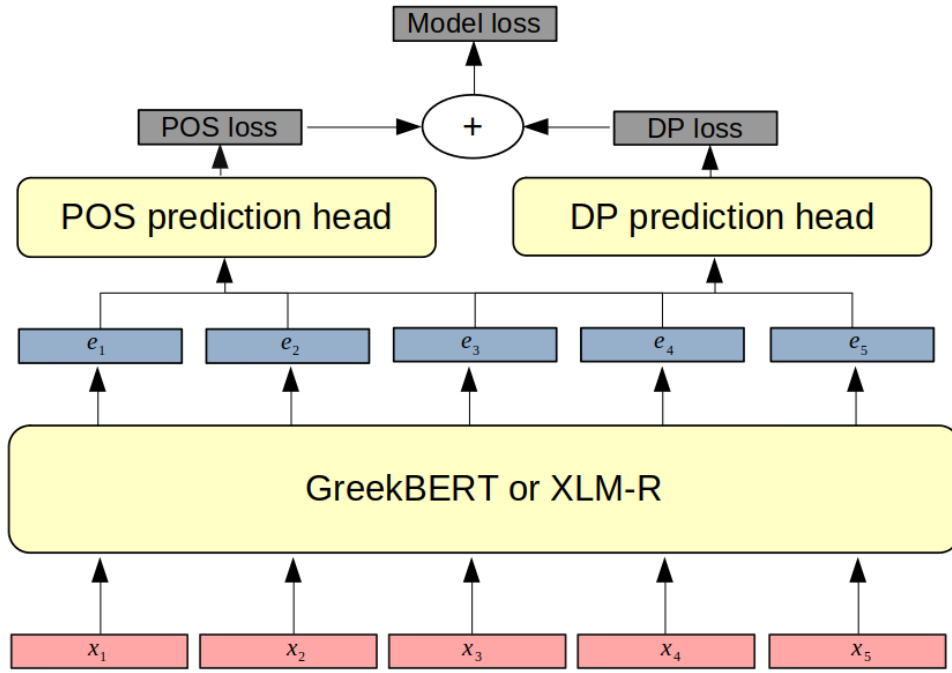 Model loss
POS loss + DP loss
POS prediction head DP prediction head
e₁ e₂ e₃ e₄ e₅
GreekBERT or XLM-R
x₁ x₂ x₃ x₄ x₅